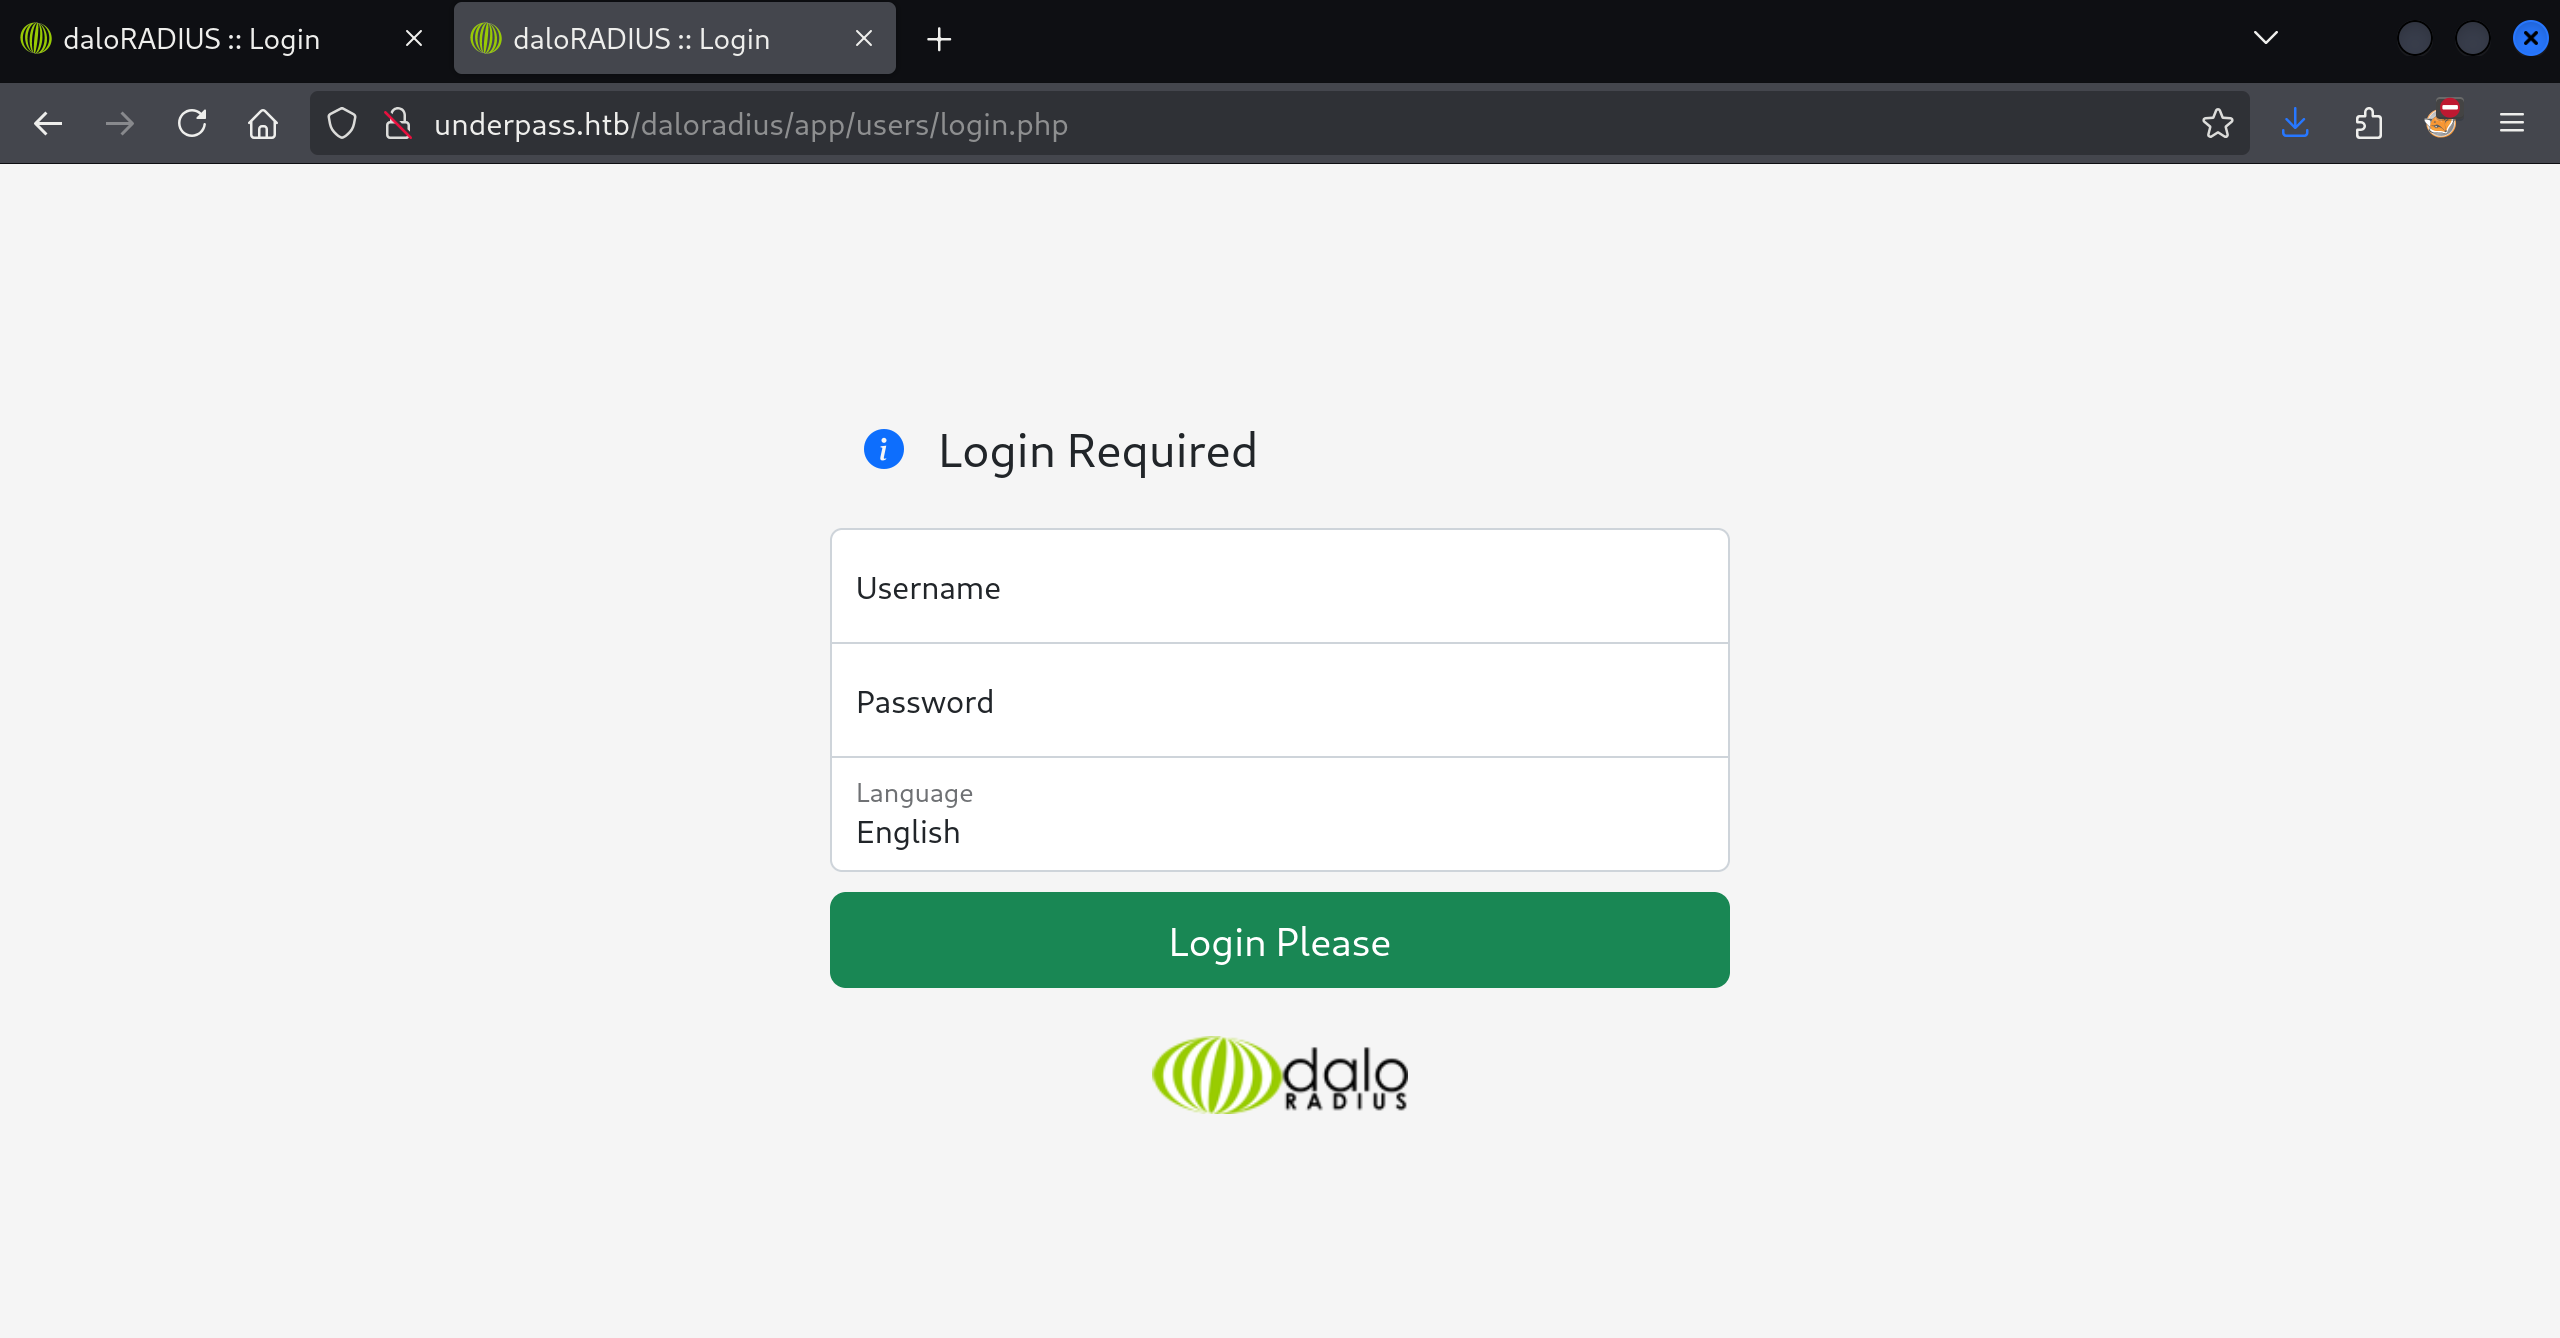 daloRADIUS :: Login
daloRADIUS :: Login
underpass.htb/daloradius/app/users/login.php
Login Required
Username
Password
Language
English
Login Please
dalo
RADIUS